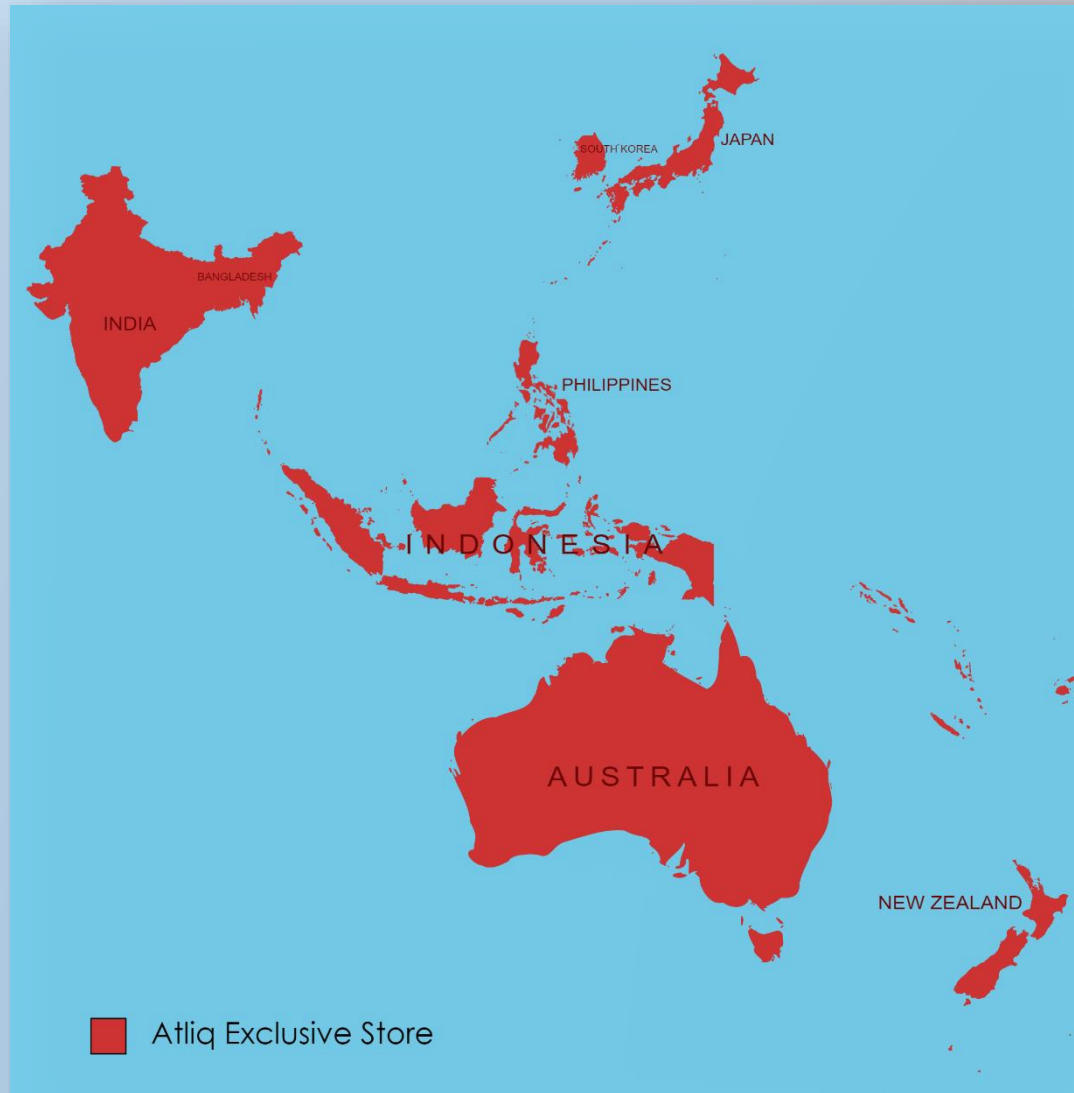 JAPAN
SOUTH KOREA
BANGLADESH
INDIA
PHILIPPINES
INDONESIA
AUSTRALIA
NEW ZEALAND
Atliq Exclusive Store